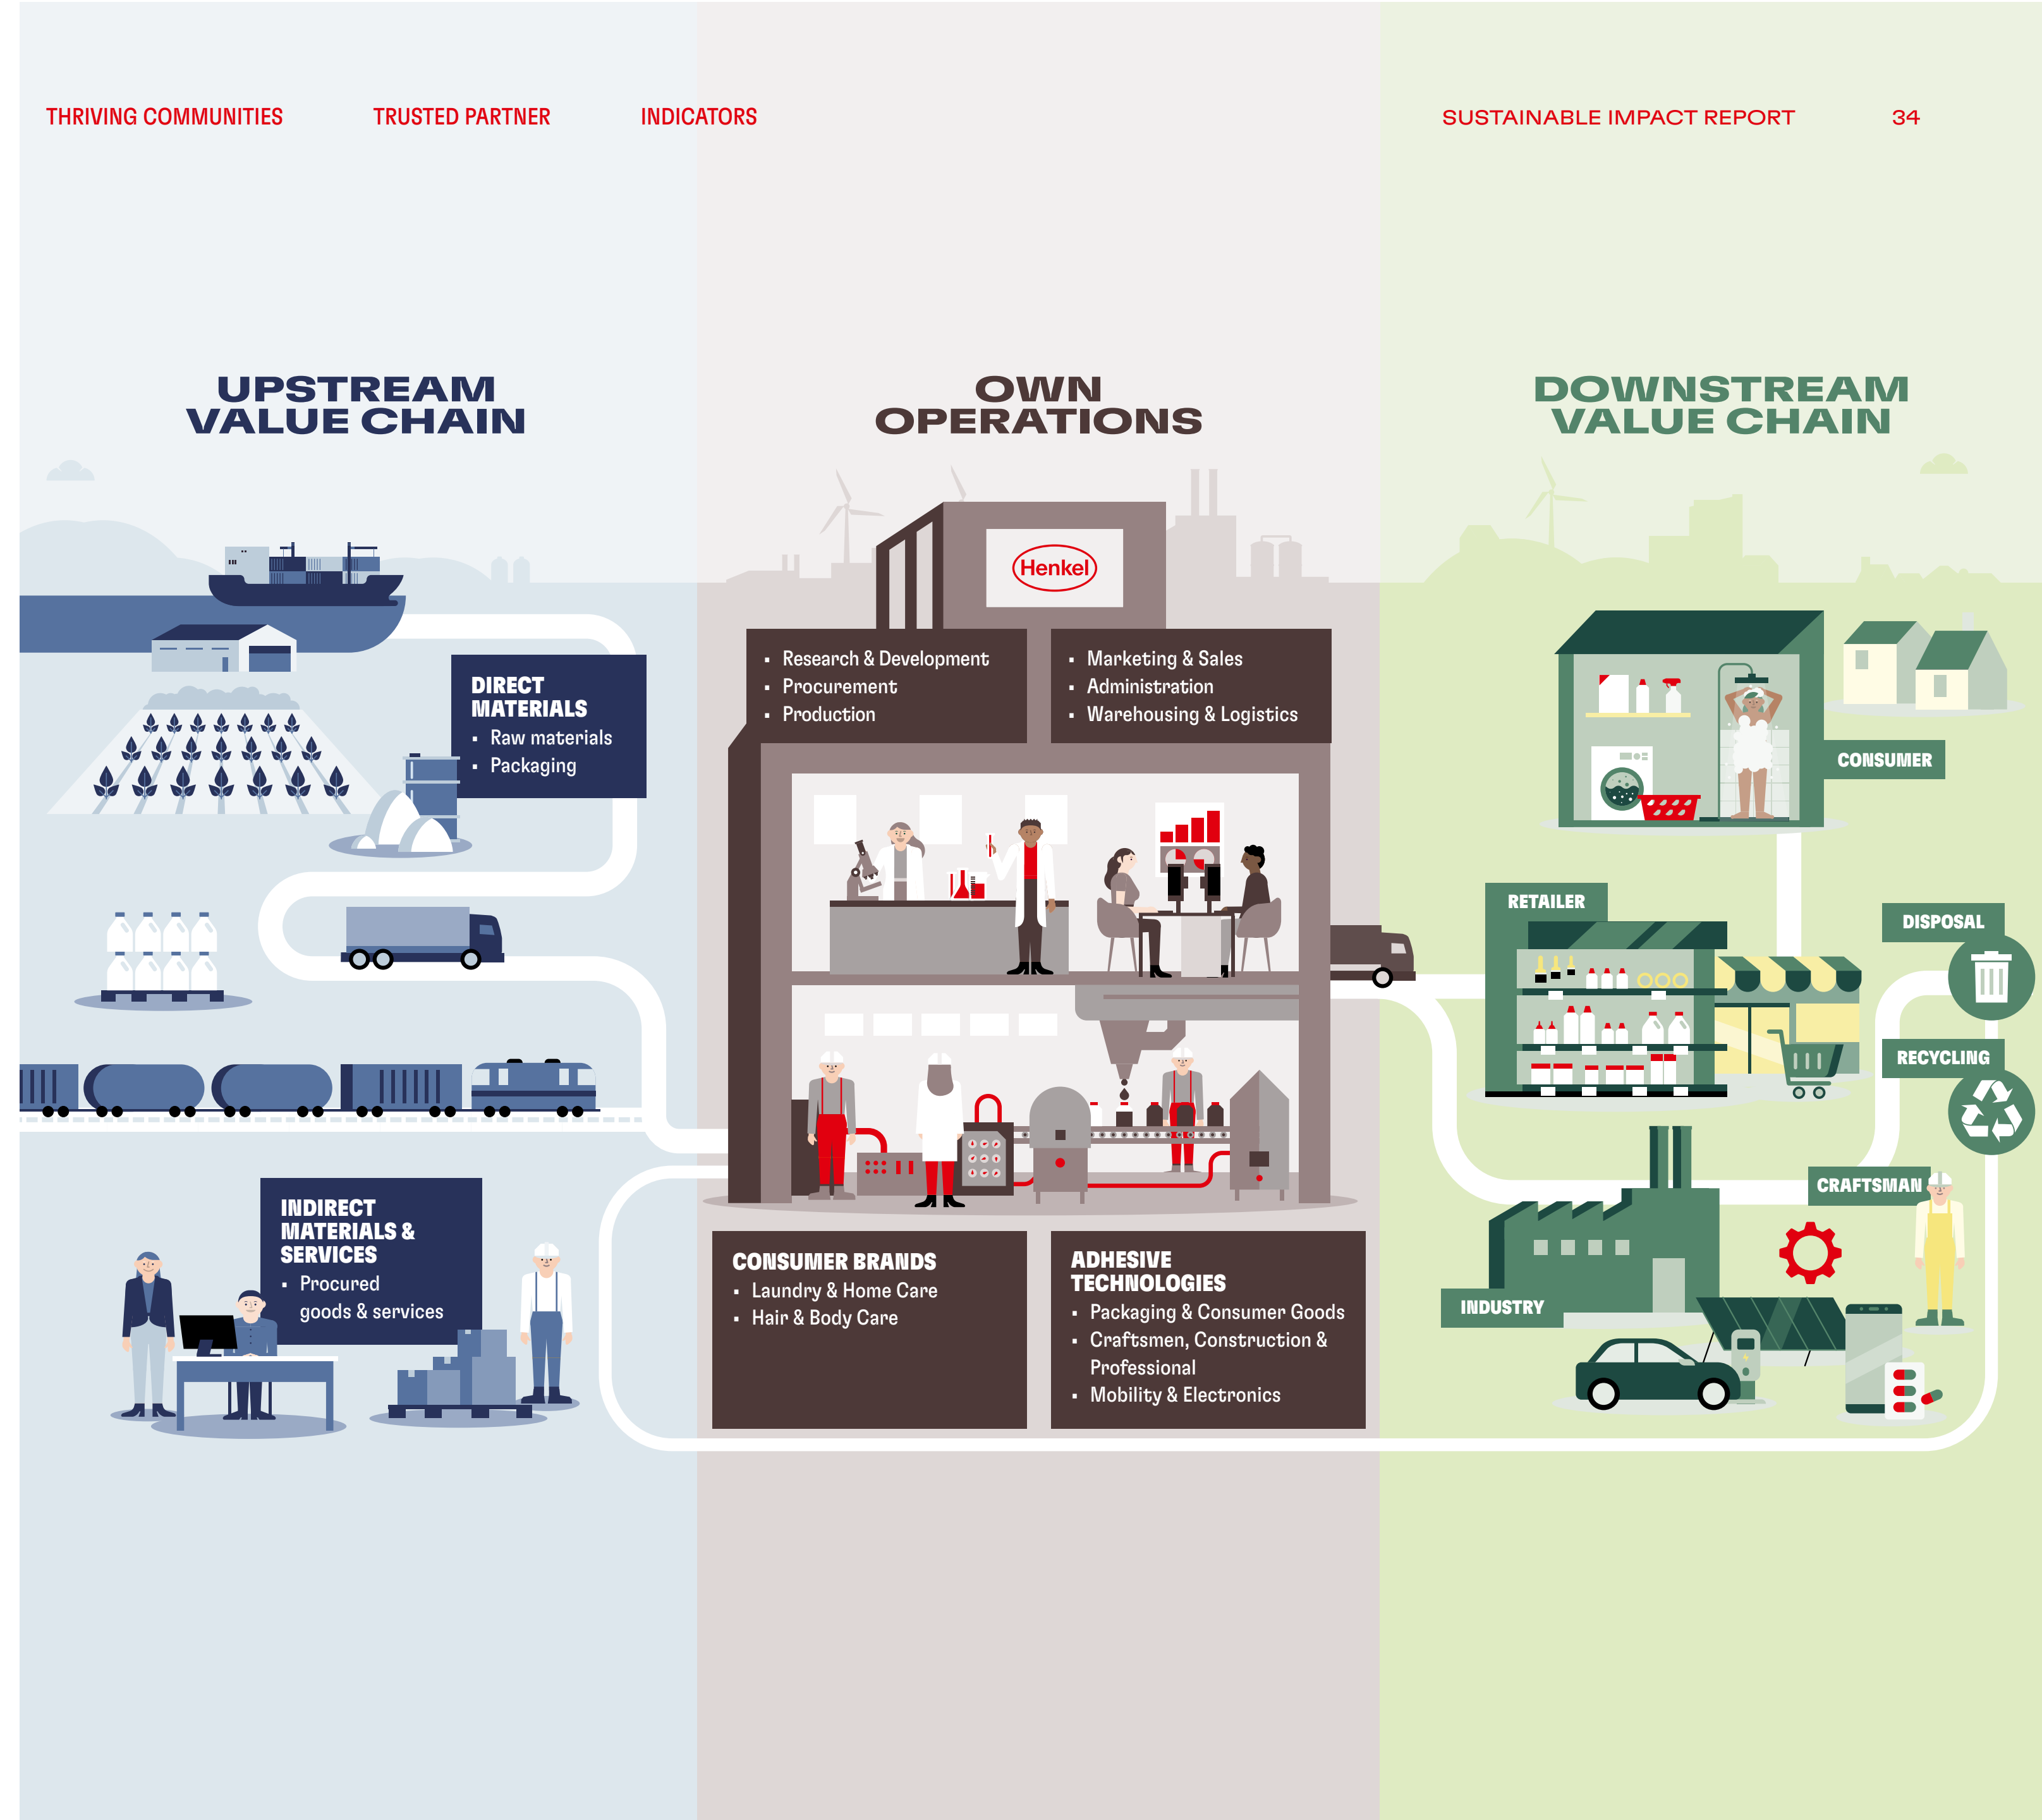 THRIVING COMMUNITIES
TRUSTED PARTNER
INDICATORS
SUSTAINABLE IMPACT REPORT
34
UPSTREAM
VALUE CHAIN
DIRECT
MATERIALS
▪ Raw materials
▪ Packaging
INDIRECT
MATERIALS &
SERVICES
▪ Procured
goods & services
OWN
OPERATIONS
Henkel
▪ Research & Development
▪ Procurement
▪ Production
▪ Marketing & Sales
▪ Administration
▪ Warehousing & Logistics
CONSUMER BRANDS
▪ Laundry & Home Care
▪ Hair & Body Care
ADHESIVE
TECHNOLOGIES
▪ Packaging & Consumer Goods
▪ Craftsmen, Construction &
Professional
▪ Mobility & Electronics
DOWNSTREAM
VALUE CHAIN
CONSUMER
RETAILER
DISPOSAL
RECYCLING
CRAFTSMAN
INDUSTRY